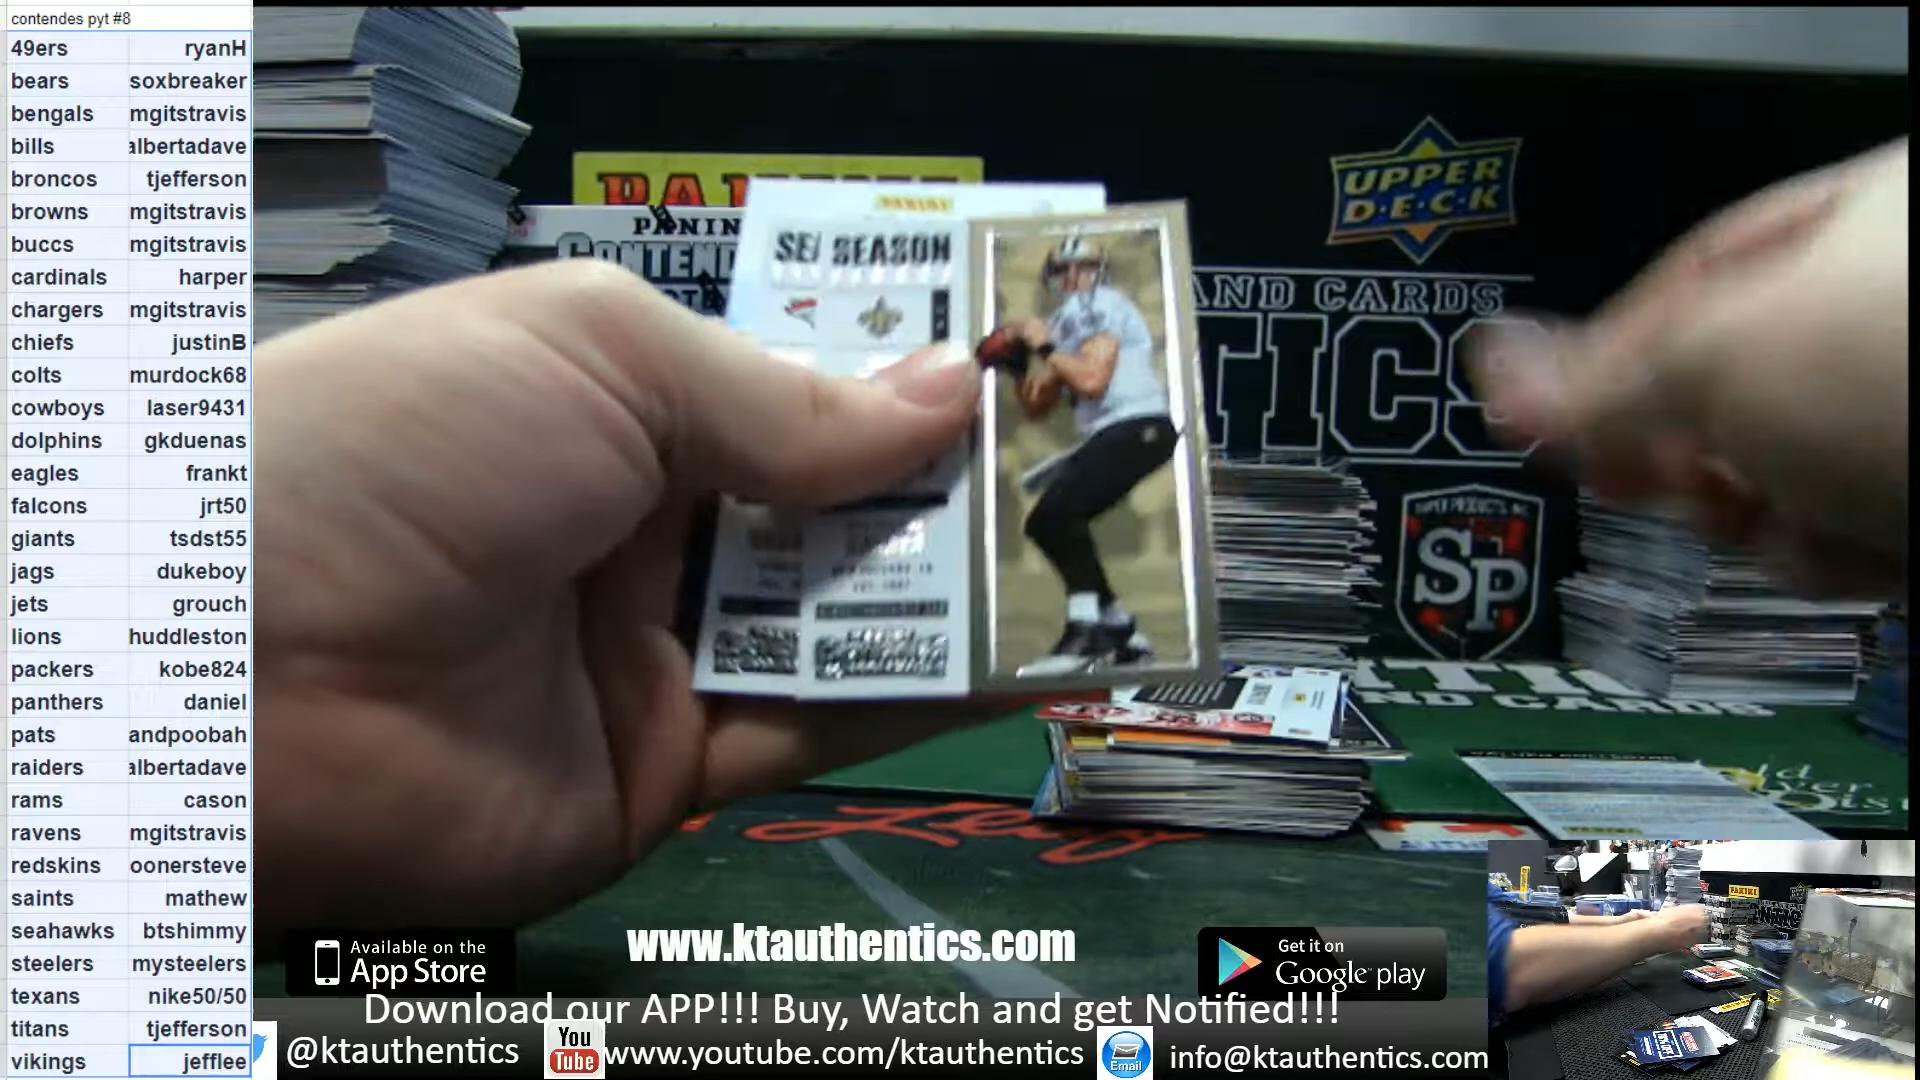 contendes pyt #8
49ers ryanH
bears soxbreaker
bengals mgitstravis
bills albertadave
broncos tjefferson
browns mgitstravis
buccs mgitstravis
cardinals harper
chargers mgitstravis
chiefs justinB
colts murdock68
cowboys laser9431
dolphins gkduenas
eagles frankt
falcons jrt50
giants tsdst55
jags dukeboy
jets grouch
lions huddleston
packers kobe824
panthers daniel
pats andpoobah
raiders albertadave
rams cason
ravens mgitstravis
redskins oonersteve
saints mathew
seahawks btshimmy
steelers mysteelers
texans nike50/50
titans tjefferson
vikings jefflee
PANINI
SEASON
UPPER
D·E·C·K
AND CARDS
TICS
SP
www.ktauthentics.com
Available on the
App Store
Get it on
Google play
Download our APP!!! Buy, Watch and get Notified!!!
@ktauthentics
You
Tube
www.youtube.com/ktauthentics
Email
info@ktauthentics.com